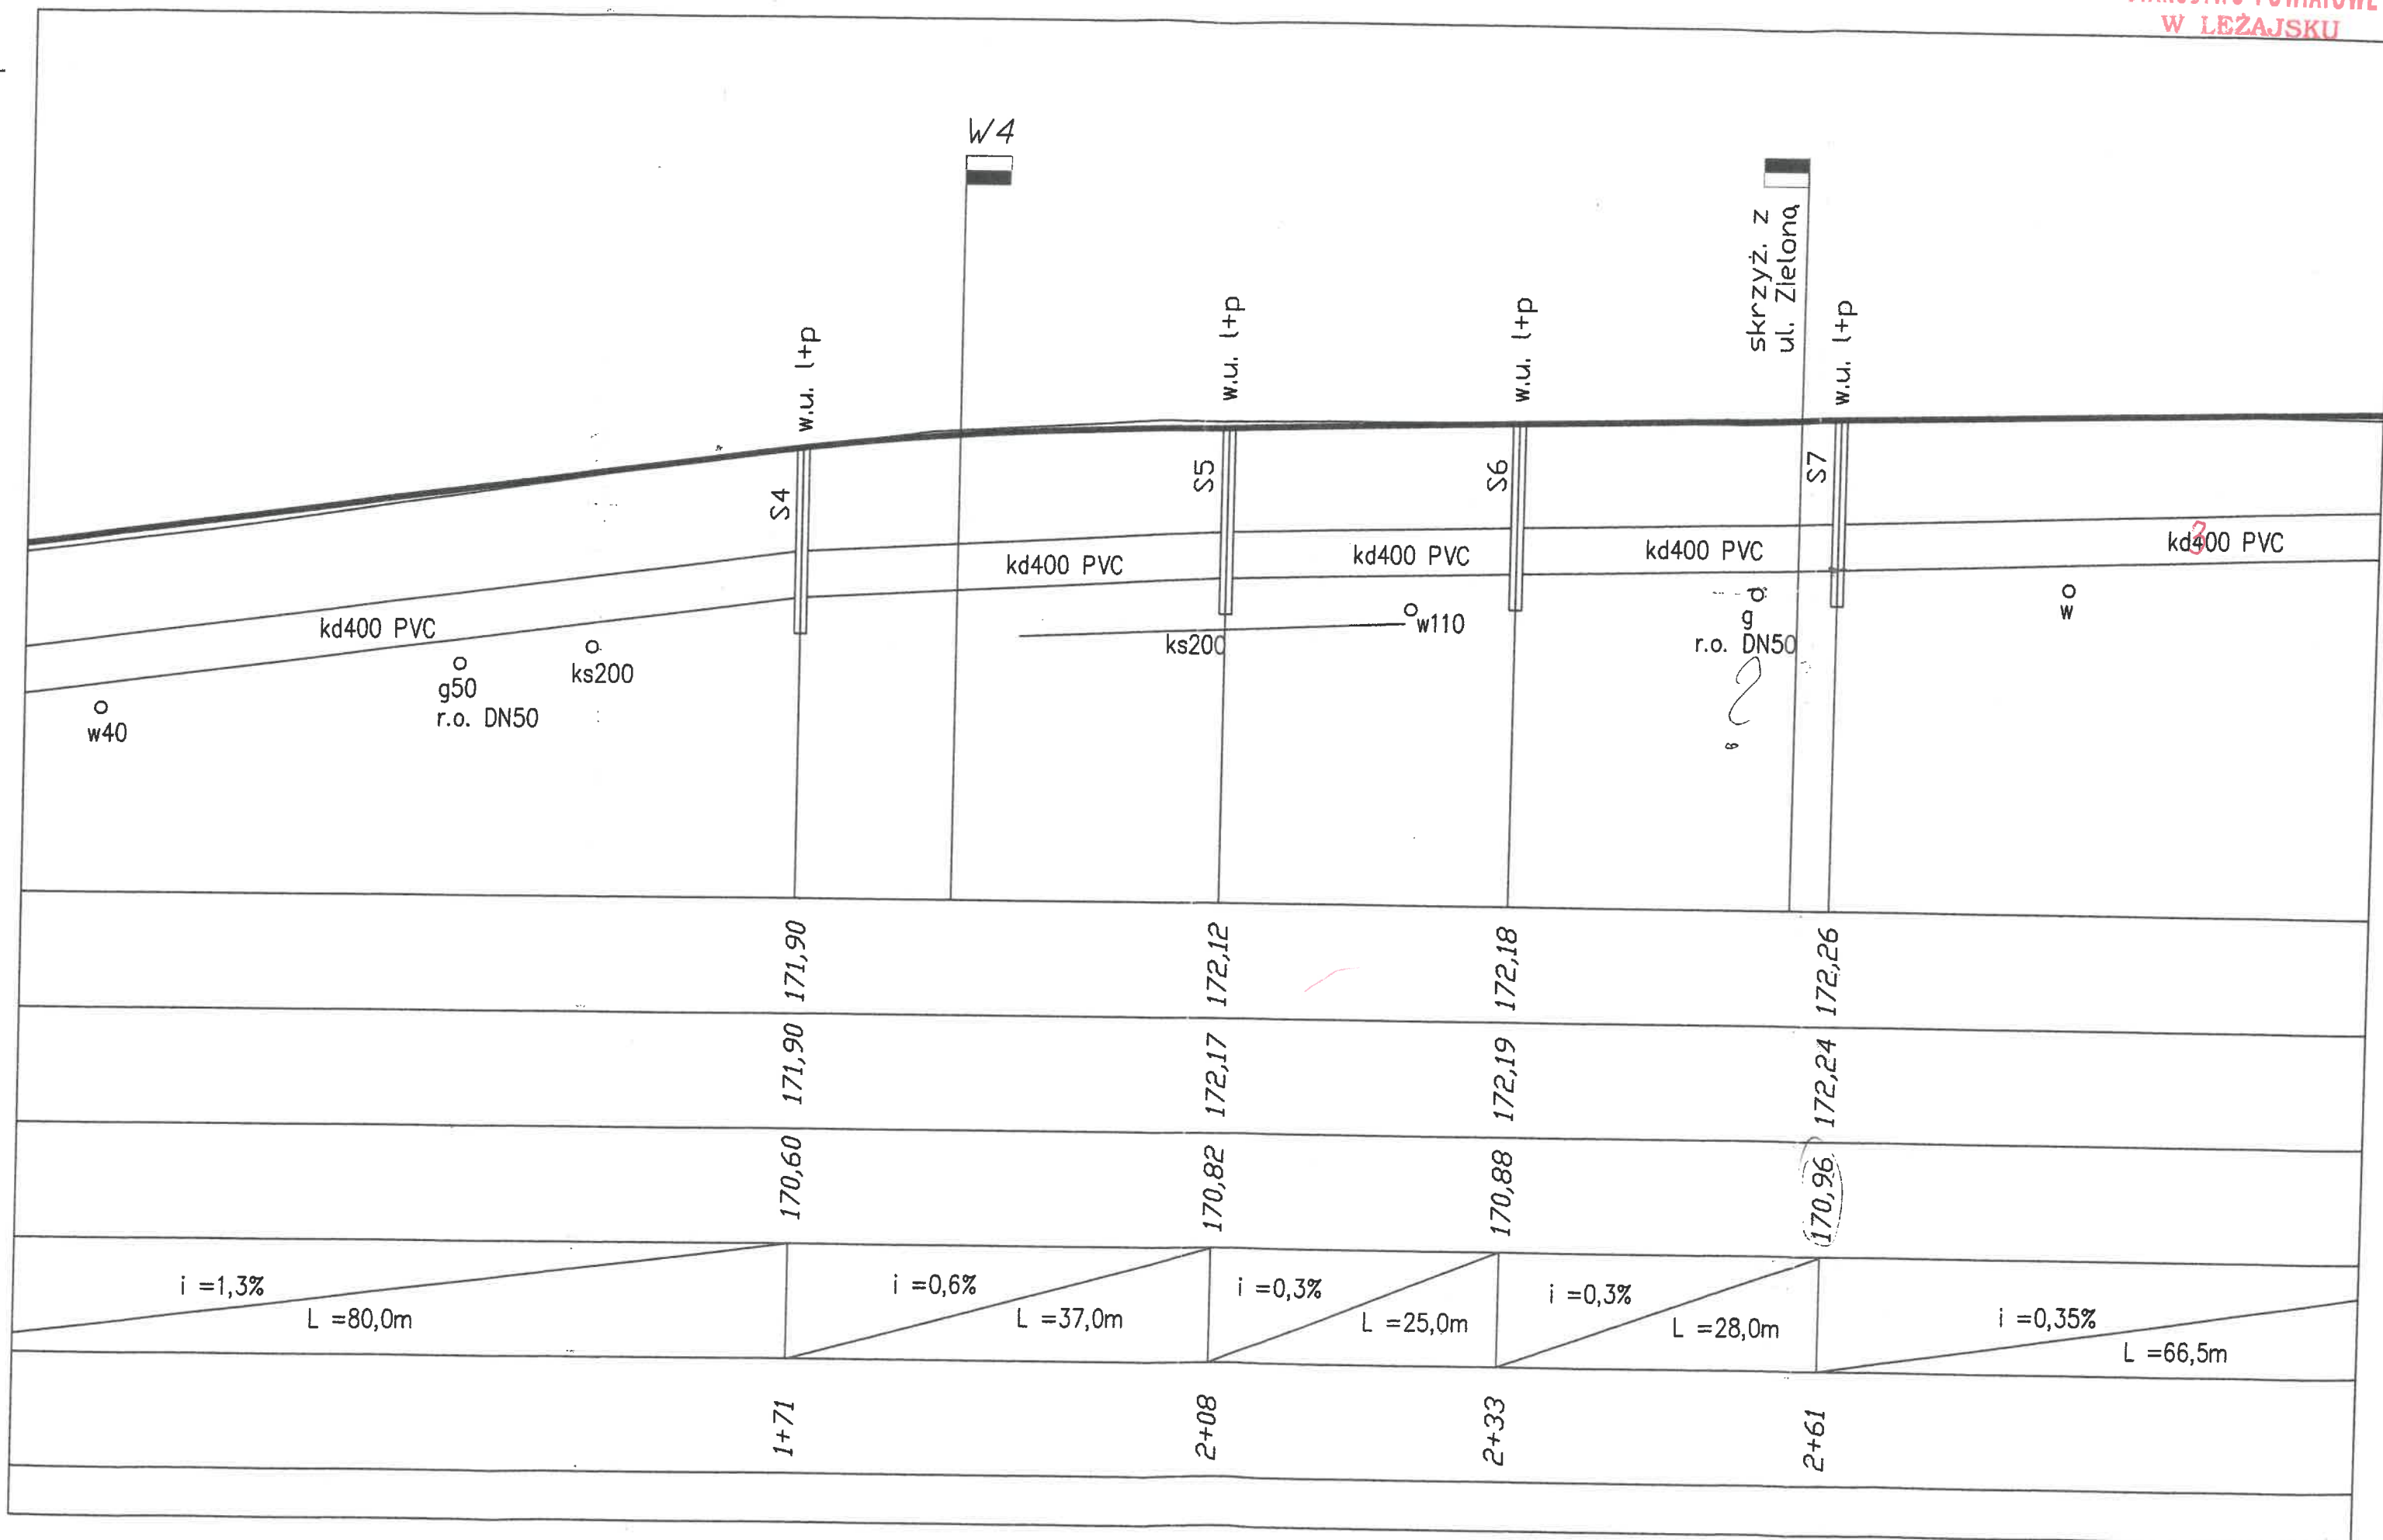 W LEŻAJSKU
W4
skrzyż. z
ul. Zieloną
w.u. l+p
w.u. l+p
w.u. l+p
w.u. l+p
S4
S5
S6
S7
kd400 PVC
kd400 PVC
kd400 PVC
kd400 PVC
kd400 PVC
3
w40
g50
r.o. DN50
ks200
ks200
w110
g
r.o. DN50
w
171,90
172,12
172,18
172,26
171,90
172,17
172,19
172,24
170,60
170,82
170,88
170,96
i =1,3%
L =80,0m
i =0,6%
L =37,0m
i =0,3%
L =25,0m
i =0,3%
L =28,0m
i =0,35%
L =66,5m
1+71
2+08
2+33
2+61